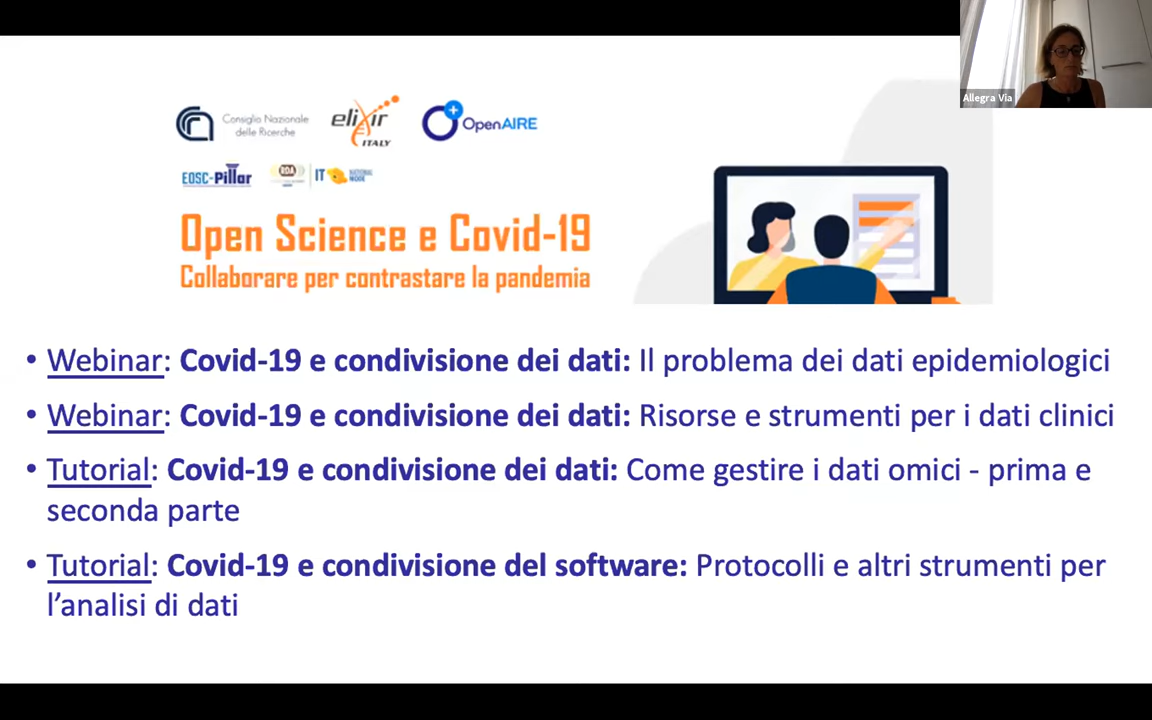 Allegra Via
Consiglio Nazionale
delle Ricerche
elixir
ITALY
OpenAIRE
EOSC-Pillar
RDA
IT
NATIONAL
NODE
Open Science e Covid-19
Collaborare per contrastare la pandemia
• Webinar: Covid-19 e condivisione dei dati: Il problema dei dati epidemiologici
• Webinar: Covid-19 e condivisione dei dati: Risorse e strumenti per i dati clinici
• Tutorial: Covid-19 e condivisione dei dati: Come gestire i dati omici - prima e
seconda parte
• Tutorial: Covid-19 e condivisione del software: Protocolli e altri strumenti per
l’analisi di dati